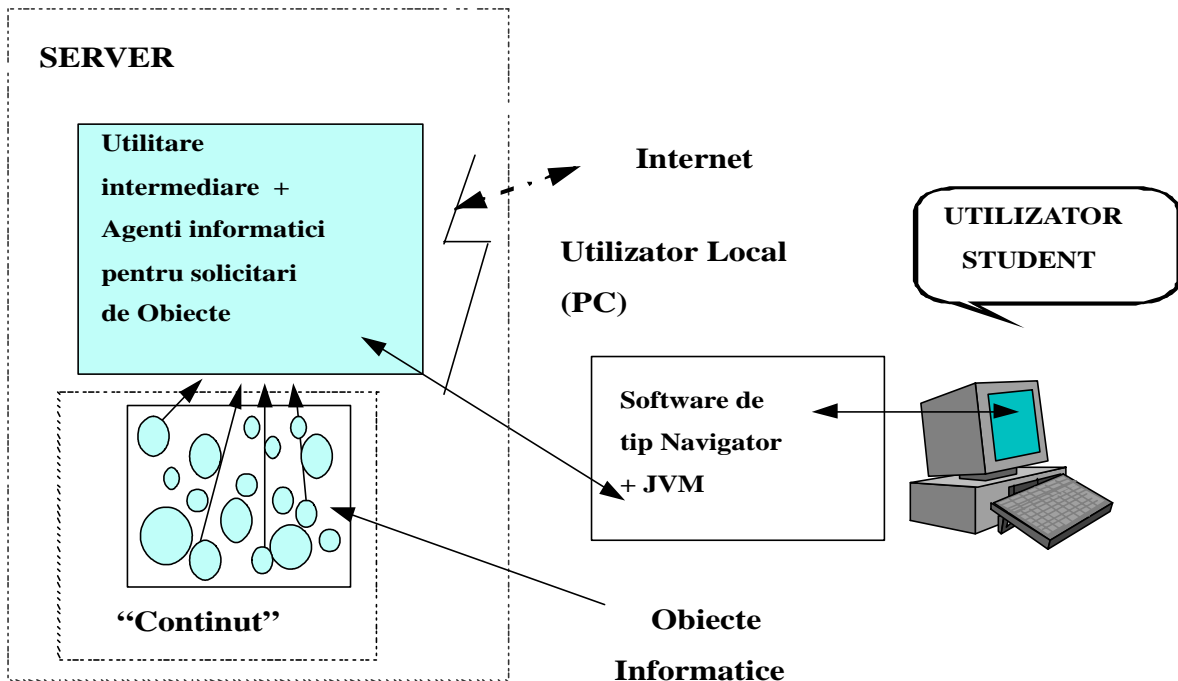 SERVER
Utilitare
intermediare +
Agenti informatici
pentru solicitari
de Obiecte
Internet
Utilizator Local
(PC)
UTILIZATOR
STUDENT
Software de
tip Navigator
+ JVM
“Continut”
Obiecte
Informatice